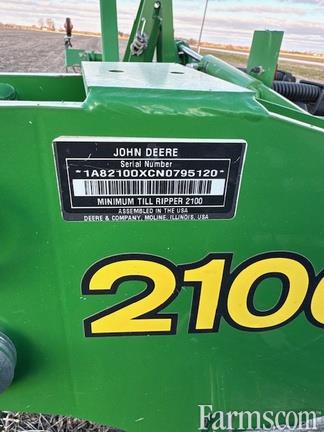 JOHN DEERE
Serial Number
*1A82100XCN0795120*
MINIMUM TILL RIPPER 2100
ASSEMBLED IN THE USA
DEERE & COMPANY, MOLINE, ILLINOIS, USA
2100
Farms.com